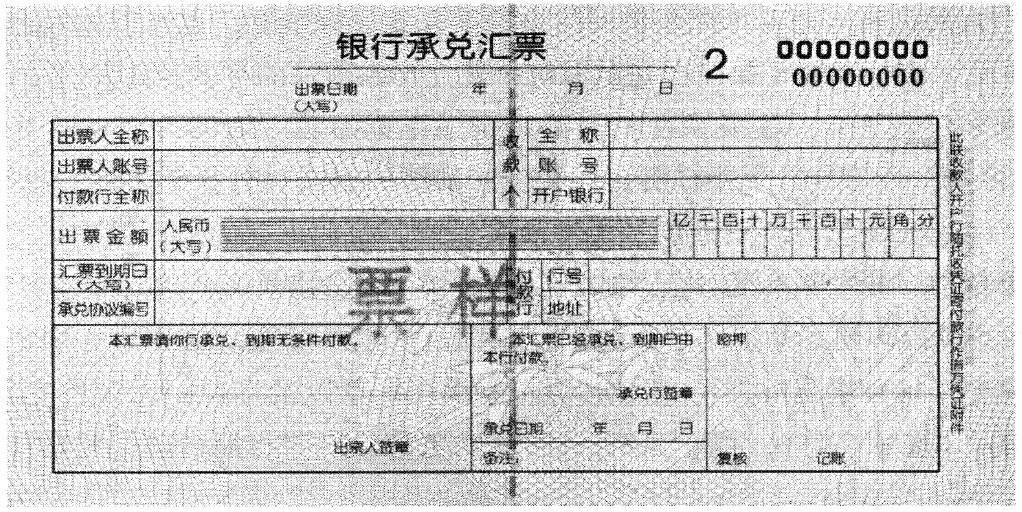 银行承兑汇票
2
00000000
00000000
出票日期
(大写)
年 月 日
出票人全称
收款人
全 称
出票人账号
账 号
付款行全称
开户银行
出票金额
人民币
(大写)
亿 千 百 十 万 千 百 十 元 角 分
汇票到期日
(大写)
付款行
行号
承兑协议编号
地址
票样
本汇票请你行承兑，到期无条件付款。
出票人签章
本汇票已经承兑，到期日由
本行付款。
承兑行签章
承兑日期 年 月 日
备注:
密押
复核 记账
此联收款人开户行随托收凭证寄付款行作借方凭证附件